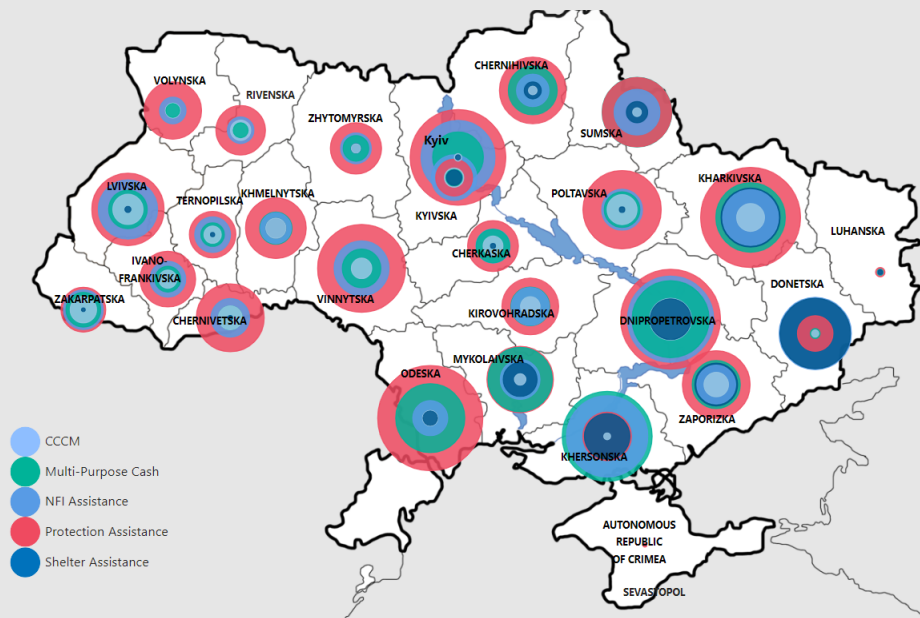 CHERNIHIVSKA
VOLYNSKA
RIVENSKA
ZHYTOMYRSKA
SUMSKA
Kyiv
KHARKIVSKA
LVIVSKA
TERNOPILSKA
KHMELNYTSKA
POLTAVSKA
KYIVSKA
LUHANSKA
CHERKASKA
IVANO-
FRANKIVSKA
DONETSKA
ZAKARPATSKA
VINNYTSKA
CHERNIVETSKA
KIROVOHRADSKA
DNIPROPETROVSKA
MYKOLAIVSKA
ODESKA
ZAPORIZKA
KHERSONSKA
CCCM
Multi-Purpose Cash
NFI Assistance
Protection Assistance
Shelter Assistance
AUTONOMOUS
REPUBLIC
OF CRIMEA
SEVASTOPOL